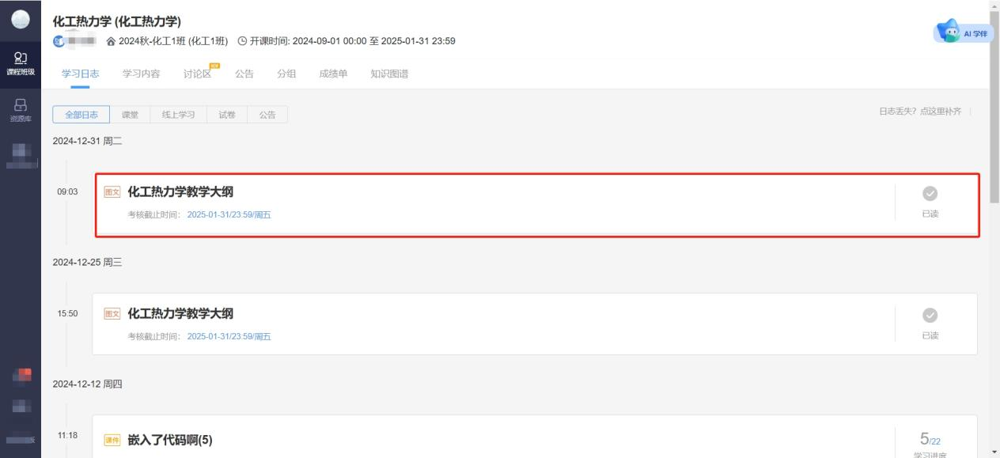 化工热力学 (化工热力学)
2024秋-化工1班 (化工1班) 开课时间: 2024-09-01 00:00 至 2025-01-31 23:59
AI 学伴
课程班级
学习日志 学习内容 讨论区 NEW 公告 分组 成绩单 知识图谱
资源库
全部日志 课堂 线上学习 试卷 公告
日志丢失? 点这里补齐
2024-12-31 周二
09:03
图文 化工热力学教学大纲
考核截止时间: 2025-01-31/23:59/周五
已读
2024-12-25 周三
15:50
图文 化工热力学教学大纲
考核截止时间: 2025-01-31/23:59/周五
已读
2024-12-12 周四
11:18
课件 嵌入了代码啊(5)
5/22
学习进度